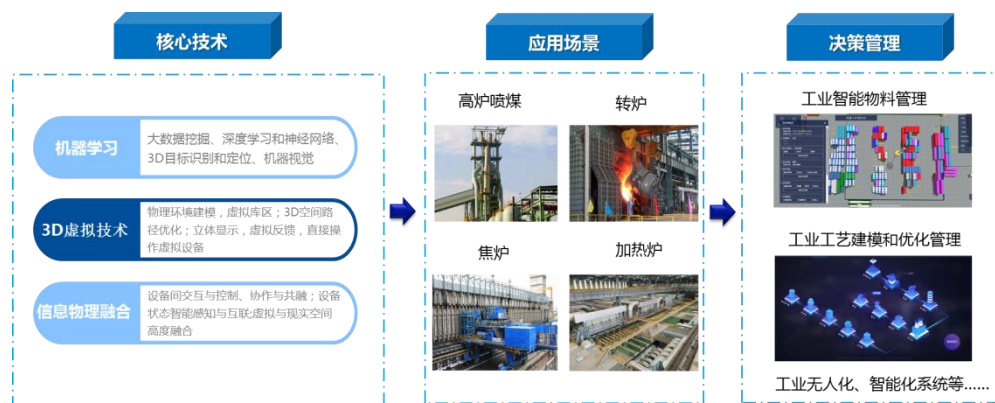 核心技术
机器学习
大数据挖掘、深度学习和神经网络、
3D目标识别和定位、机器视觉
3D虚拟技术
物理环境建模，虚拟库区；3D空间路
径优化；立体显示，虚拟反馈，直接操
作虚拟设备
信息物理融合
设备间交互与控制、协作与共融；设备
状态智能感知与互联;虚拟与现实空间
高度融合
应用场景
高炉喷煤
转炉
焦炉
加热炉
决策管理
工业智能物料管理
工业工艺建模和优化管理
工业无人化、智能化系统等......